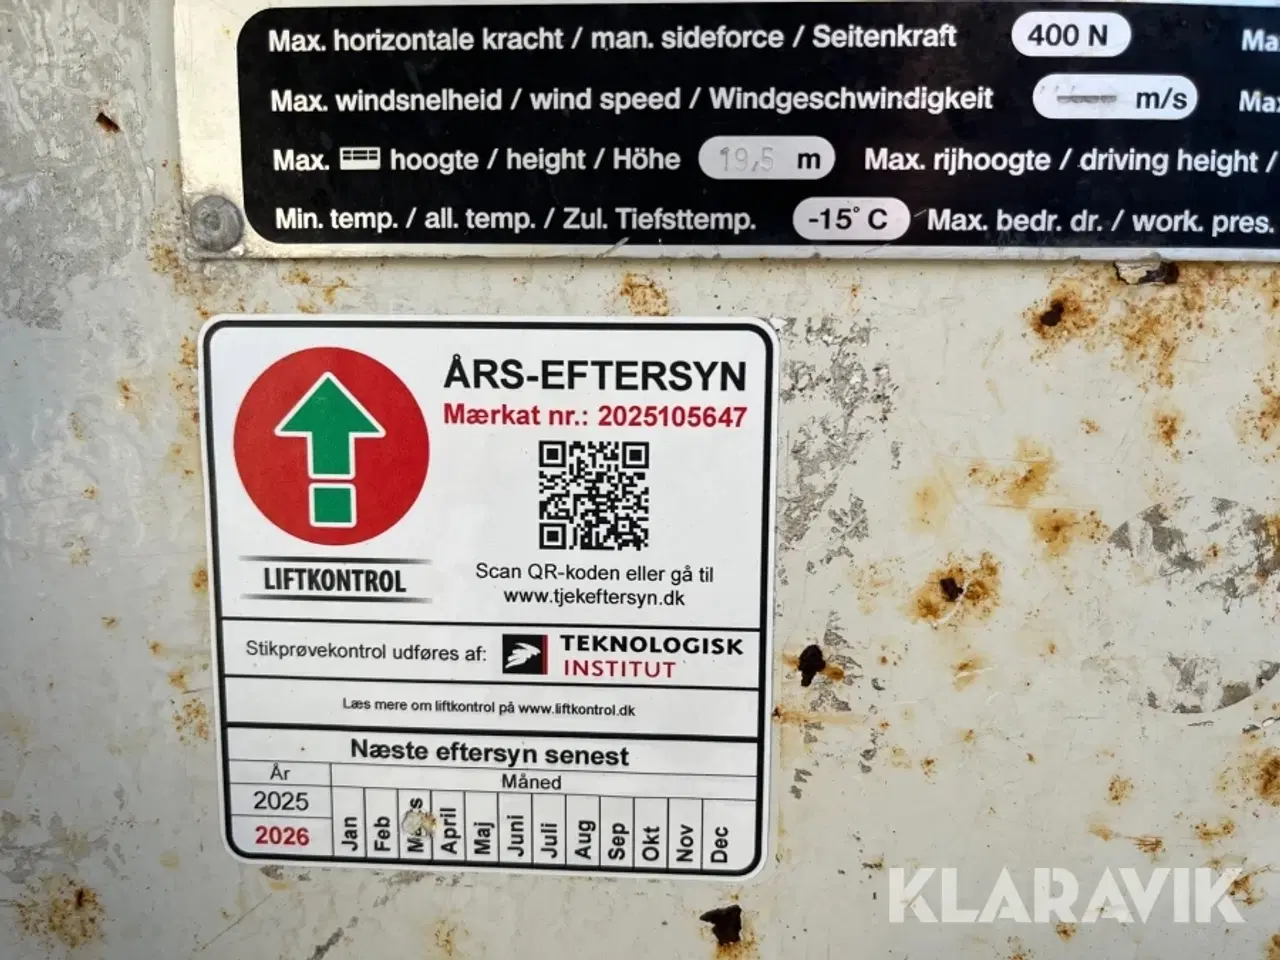 Max. horizontale kracht / man. sideforce / Seitenkraft 400 N
Max. windsnelheid / wind speed / Windgeschwindigkeit m/s
Max. hoogte / height / Höhe 19,5 m Max. rijhoogte / driving height /
Min. temp. / all. temp. / Zul. Tiefsttemp. -15° C Max. bedr. dr. / work. pres.
ÅRS-EFTERSYN
Mærkat nr.: 2025105647
Scan QR-koden eller gå til
www.tjekeftersyn.dk
LIFTKONTROL
Stikprøvekontrol udføres af: TEKNOLOGISK
INSTITUT
Læs mere om liftkontrol på www.liftkontrol.dk
Næste eftersyn senest
År Måned
2025
2026 Jan Feb Marts April Maj Juni Juli Aug Sep Okt Nov Dec
KLARAVIK